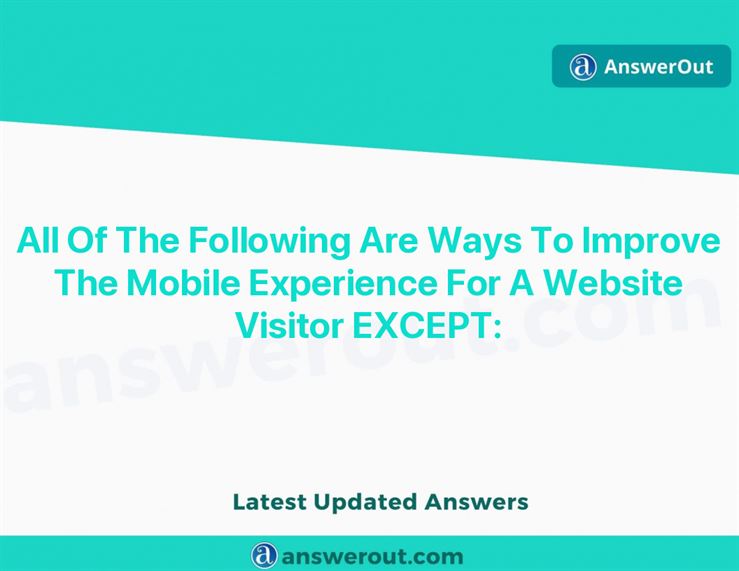 AnswerOut
All Of The Following Are Ways To Improve
The Mobile Experience For A Website
Visitor EXCEPT:
answerout.com
Latest Updated Answers
answerout.com